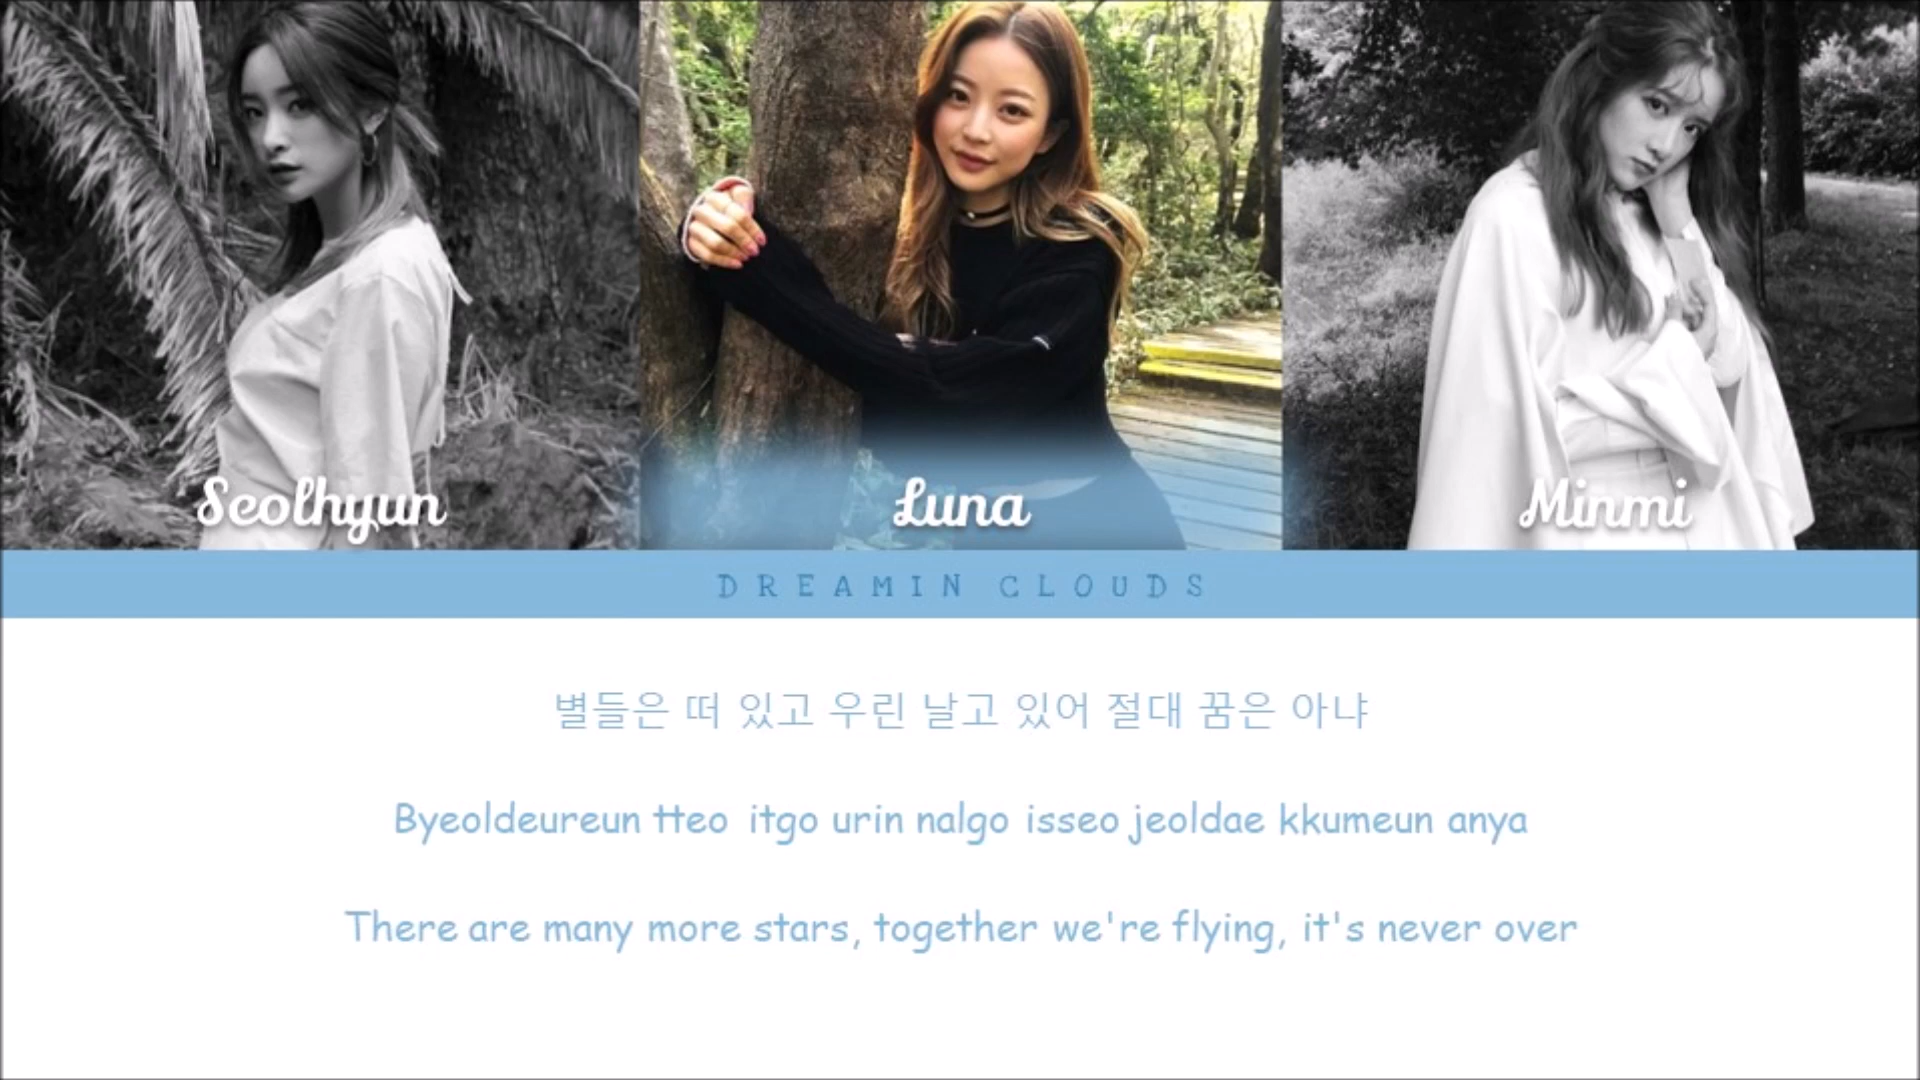 Seolhyun
Luna
Minmi
DREAMIN CLOUDS
별들은 떠 있고 우린 날고 있어 절대 꿈은 아냐
Byeoldeureun tteo itgo urin nalgo isseo jeoldae kkumeun anya
There are many more stars, together we're flying, it's never over